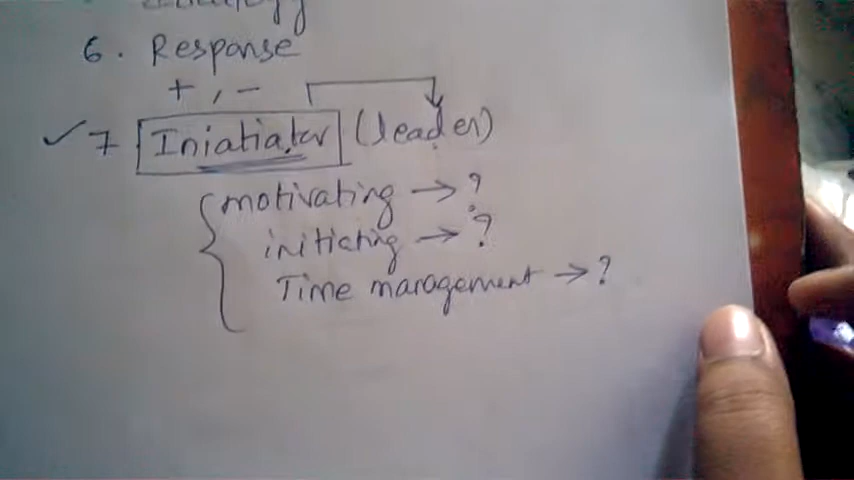 6. Response
+, -
✓ 7 Iniatiator (leader)
motivating → ?
initiating → ?
Time management → ?